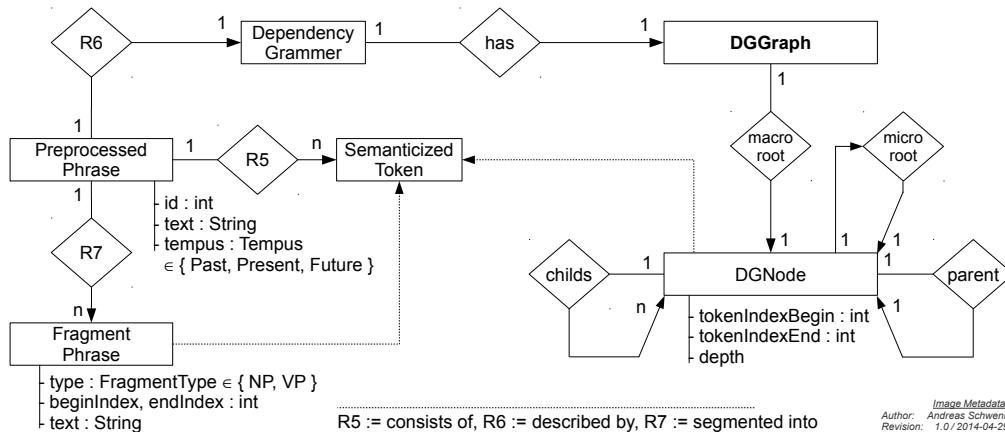 R6
1
1
Dependency
Grammer
1
has
1
DGGraph
1
1
Preprocessed
Phrase
1
R5
n
Semanticized
Token
macro
root
micro
root
1
- id : int
- text : String
- tempus : Tempus
∈ { Past, Present, Future }
R7
1
1
1
childs
1
DGNode
1
parent
n
n
1
- tokenIndexBegin : int
- tokenIndexEnd : int
- depth
Fragment
Phrase
- type : FragmentType ∈ { NP, VP }
- beginIndex, endIndex : int
- text : String
R5 := consists of, R6 := described by, R7 := segmented into
Image Metadata
Author: Andreas Schwenk
Revision: 1.0 / 2014-04-29